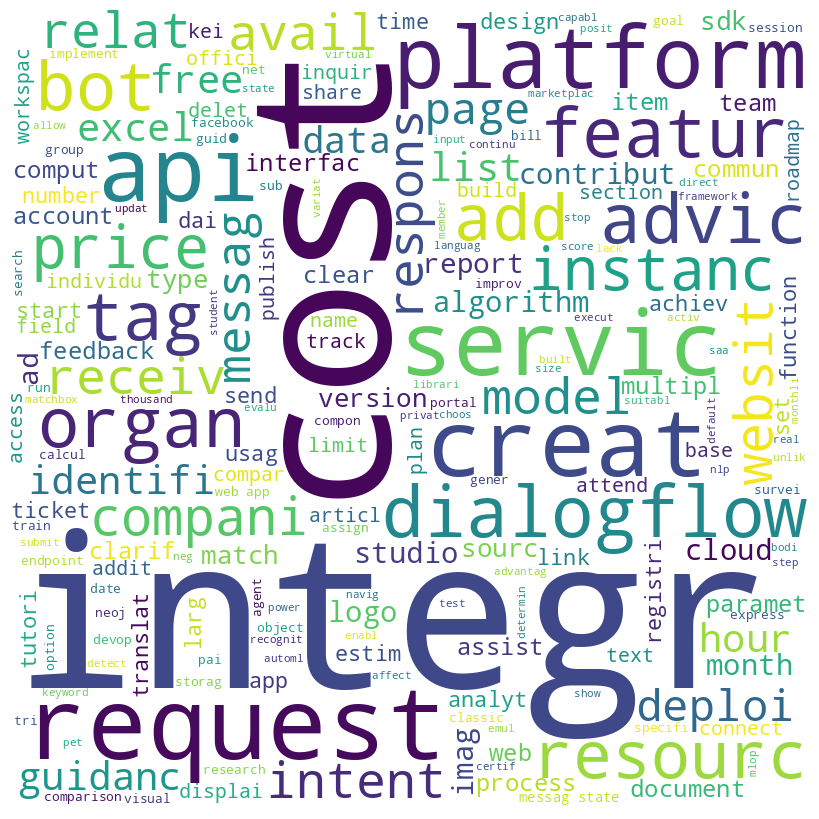 relat
kei
avail
time
design
capabl
posit
goal
sdk
session
implement
offici
virtual
platform
workspac
bot
free
net
state
inquir
share
marketplac
page
item
team
allow
excel
delet
facebook
guid
data
featur
roadmap
group
api
interfac
cost
respons
input
continu
bill
list
contribut
direct
commun
comput
number
updat
sub
variat
member
build
section
framework
account
dai
messag
add
stop
advic
search
price
publish
clear
languag
score
lack
report
instanc
individu
type
student
improv
start
field
tag
name
track
algorithm
execut
achiev
activ
function
feedback
ad
built
size
saa
websit
set
run
receiv
send
version
librari
servic
model
suitabl
multipl
monthli
matchbox
thousand
evalu
portal
access
organ
compon
privat
choos
creat
base
default
real
unlik
calcul
usag
limit
plan
nlp
identifi
compar
web app
gener
attend
survei
ticket
compani
articl
dialogflow
train
assign
submit
clarif
match
studio
sourc
link
registri
cloud
bodi
step
endpoint
neg
addit
advantag
integr
date
agent
power
navig
tutori
option
neoj
translat
larg
object
logo
test
determin
paramet
express
devop
recognit
assist
hour
detect
pai
automl
enabl
estim
text
month
storag
app
affect
show
keyword
analyt
deploi
tri
request
classic
specifi
connect
emul
pet
imag
web
resourc
mlop
guidanc
research
intent
certif
process
document
comparison
visual
displai
messag state